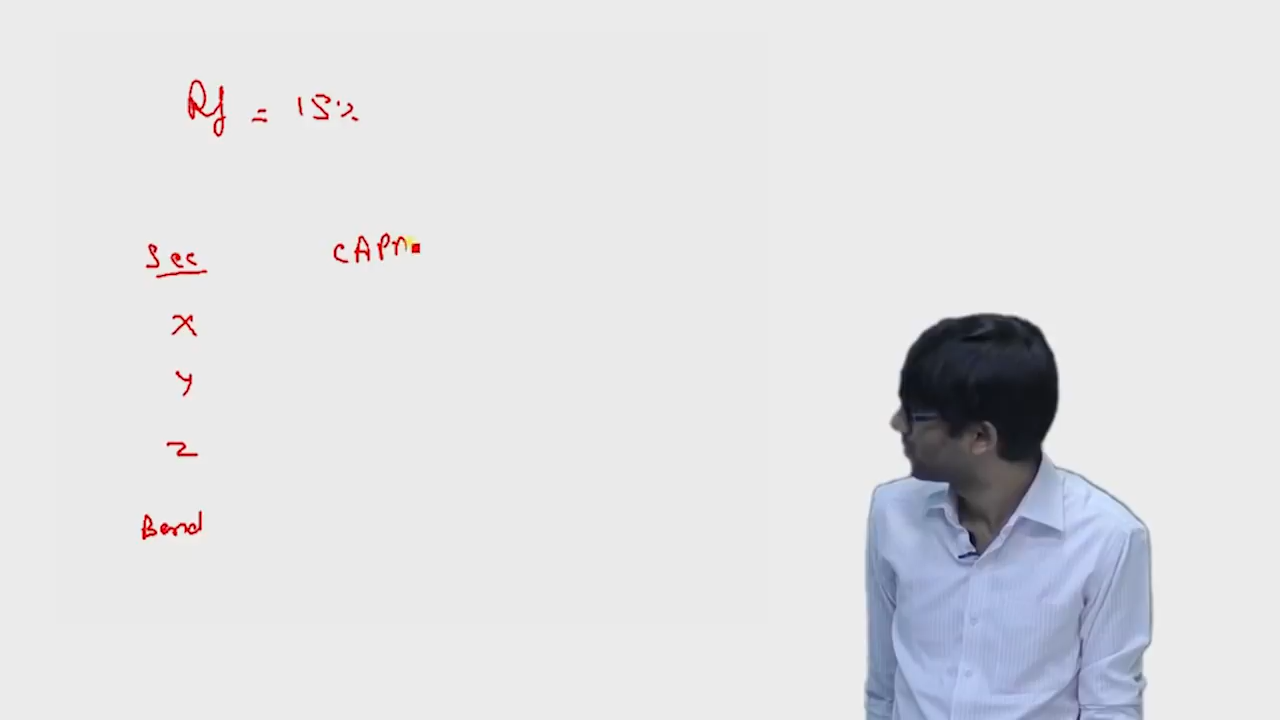 Rf = 15%
Sec CAPM
X
Y
Z
Bond